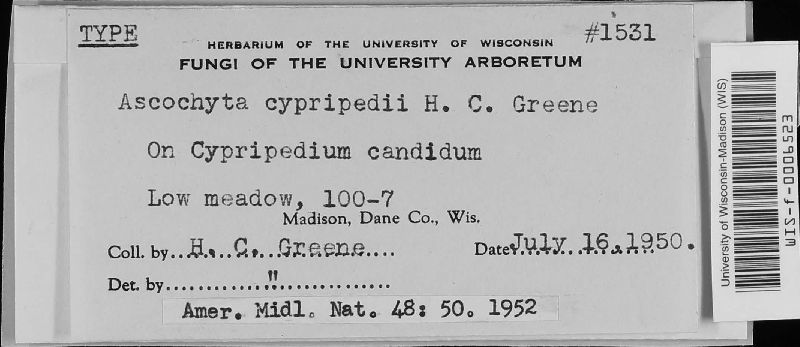 TYPE
#1531
HERBARIUM OF THE UNIVERSITY OF WISCONSIN
FUNGI OF THE UNIVERSITY ARBORETUM
Ascochyta cypripedii H. C. Greene
On Cypripedium candidum
Low meadow, 100-7
Madison, Dane Co., Wis.
Coll. by..H...C...Greene.... Date July 16, 1950.
Det. by............"...............
Amer. Midl. Nat. 48: 50. 1952
University of Wisconsin-Madison (WIS)
WIS-f-0006523